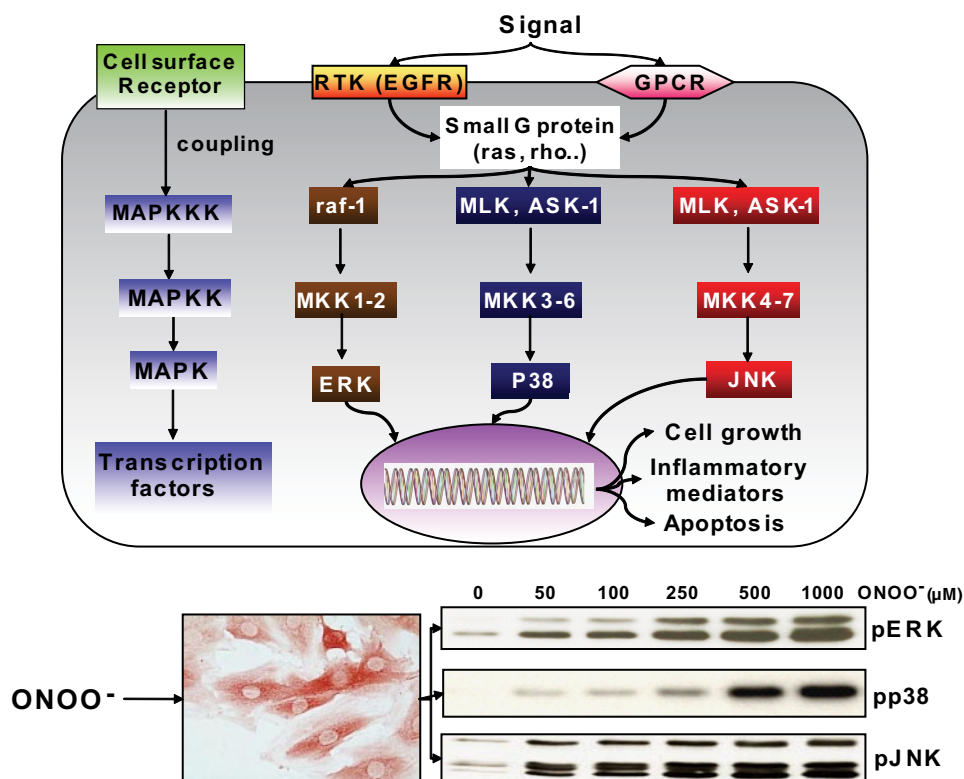 Signal
Cell surface
Receptor
RTK (EGFR)
GPCR
Small G protein
(ras, rho..)
coupling
MAPKKK
raf-1
MLK, ASK-1
MLK, ASK-1
MAPKK
MKK1-2
MKK3-6
MKK4-7
MAPK
ERK
P38
JNK
Transcription
factors
Cell growth
Inflammatory
mediators
Apoptosis
0 50 100 250 500 1000 ONOO⁻(µM)
pERK
ONOO⁻
pp38
pJNK